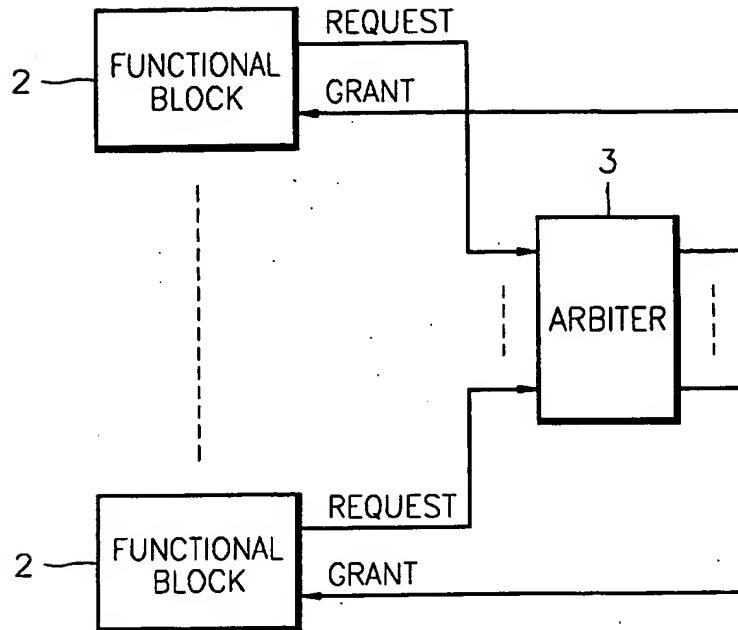 REQUEST
2
FUNCTIONAL
BLOCK
GRANT
3
ARBITER
REQUEST
2
FUNCTIONAL
BLOCK
GRANT